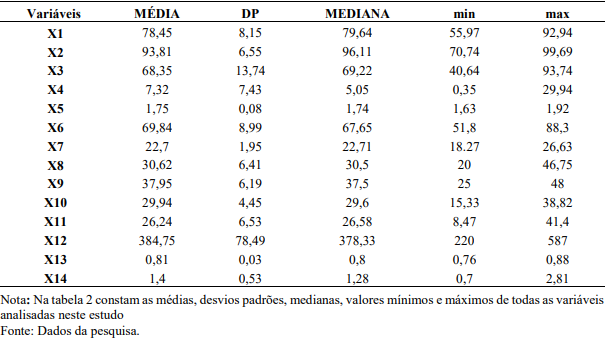 Variáveis MÉDIA DP MEDIANA min max
X1 78,45 8,15 79,64 55,97 92,94
X2 93,81 6,55 96,11 70,74 99,69
X3 68,35 13,74 69,22 40,64 93,74
X4 7,32 7,43 5,05 0,35 29,94
X5 1,75 0,08 1,74 1,63 1,92
X6 69,84 8,99 67,65 51,8 88,3
X7 22,7 1,95 22,71 18.27 26,63
X8 30,62 6,41 30,5 20 46,75
X9 37,95 6,19 37,5 25 48
X10 29,94 4,45 29,6 15,33 38,82
X11 26,24 6,53 26,58 8,47 41,4
X12 384,75 78,49 378,33 220 587
X13 0,81 0,03 0,8 0,76 0,88
X14 1,4 0,53 1,28 0,7 2,81
Nota: Na tabela 2 constam as médias, desvios padrões, medianas, valores mínimos e máximos de todas as variáveis
analisadas neste estudo
Fonte: Dados da pesquisa.